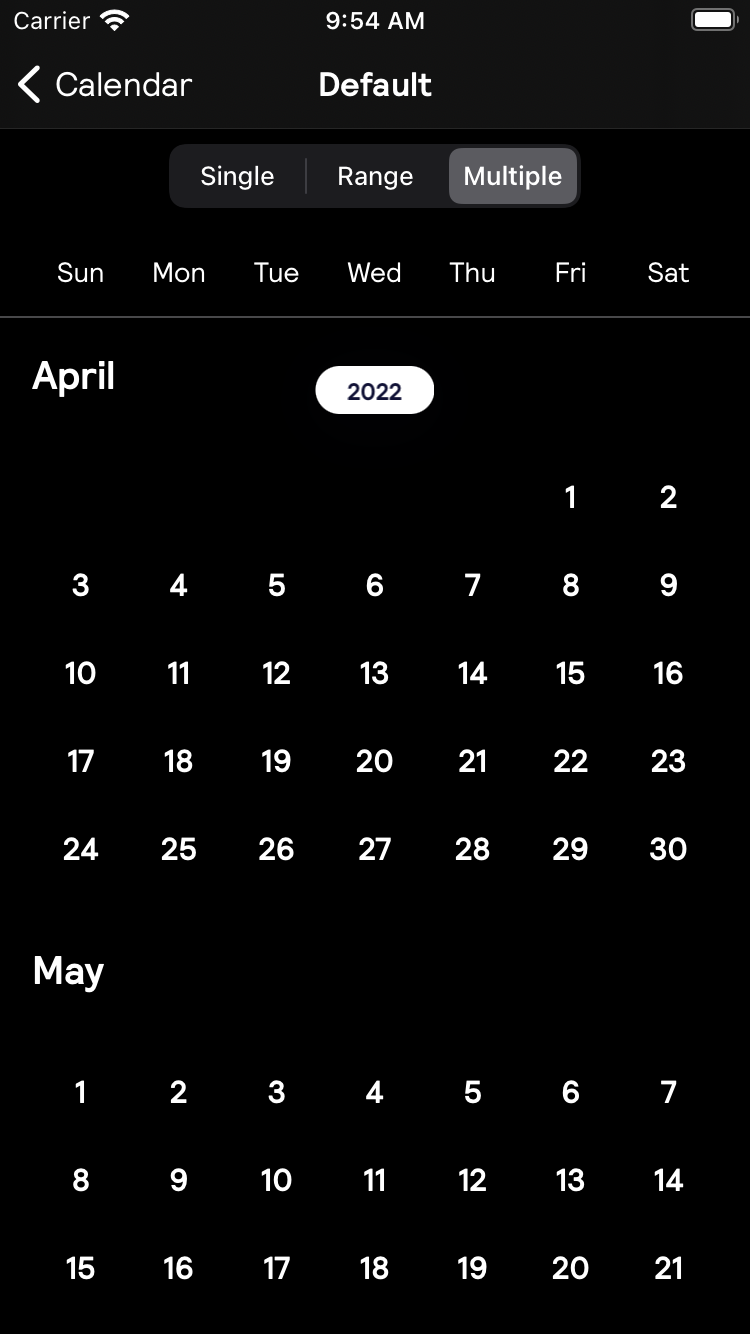 Carrier 9:54 AM
Calendar Default
Single Range Multiple
Sun Mon Tue Wed Thu Fri Sat
April
2022
1 2
3 4 5 6 7 8 9
10 11 12 13 14 15 16
17 18 19 20 21 22 23
24 25 26 27 28 29 30
May
1 2 3 4 5 6 7
8 9 10 11 12 13 14
15 16 17 18 19 20 21